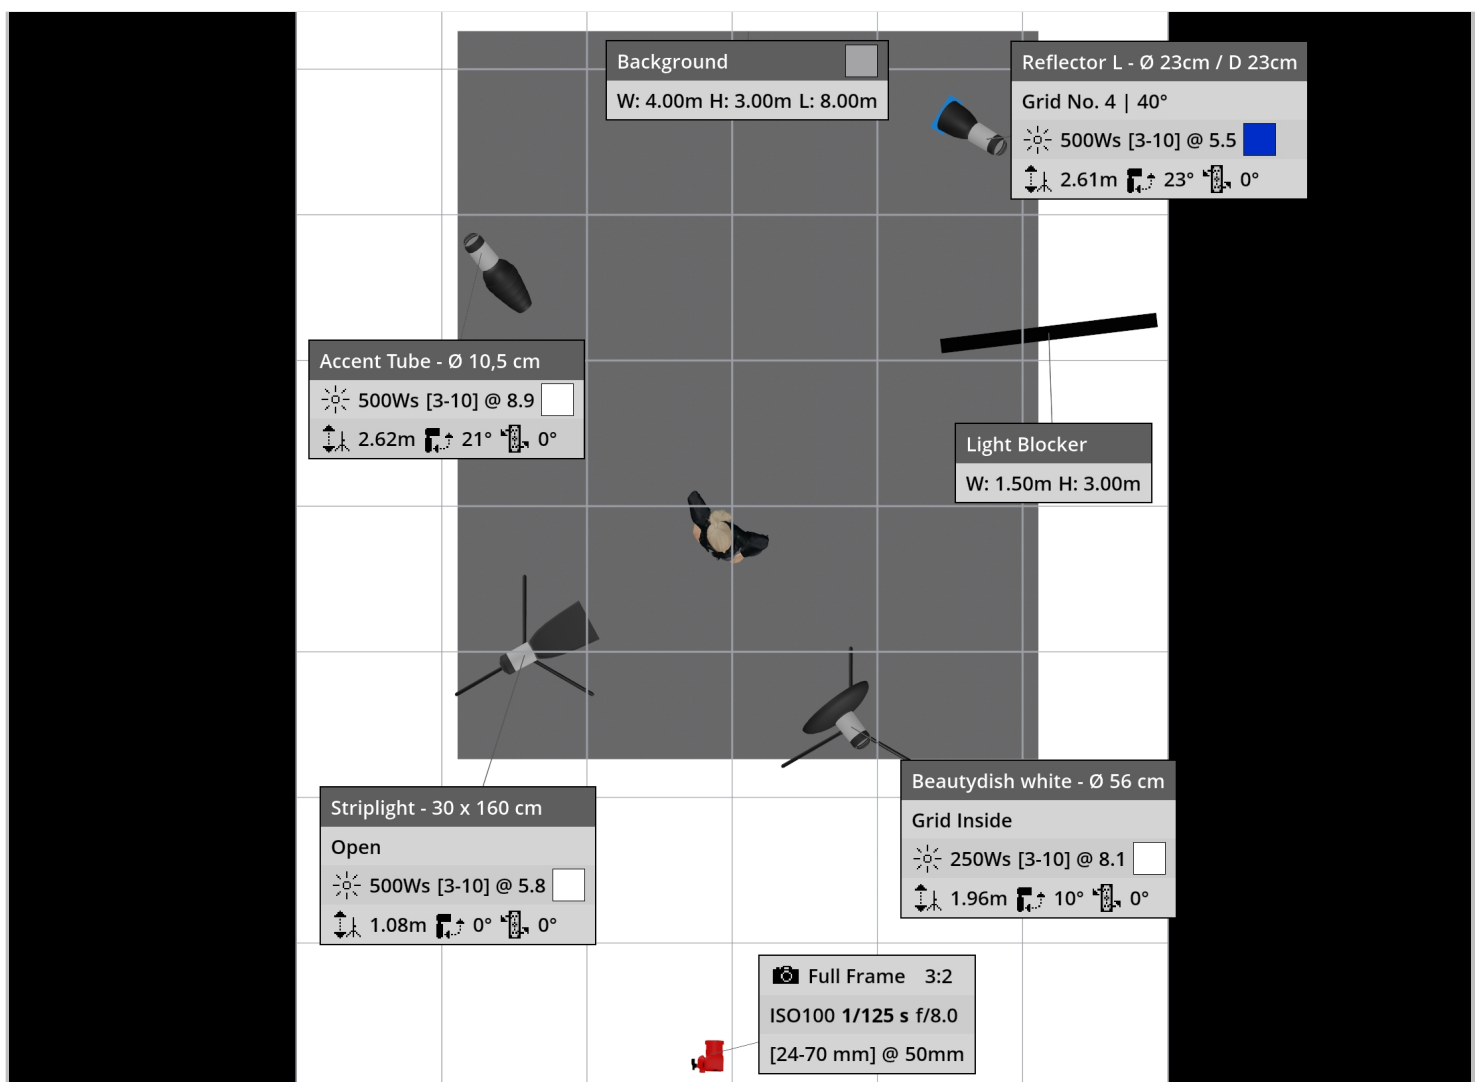 Background
W: 4.00m H: 3.00m L: 8.00m
Reflector L - Ø 23cm / D 23cm
Grid No. 4 | 40°
500Ws [3-10] @ 5.5
2.61m 23° 0°
Accent Tube - Ø 10,5 cm
500Ws [3-10] @ 8.9
2.62m 21° 0°
Light Blocker
W: 1.50m H: 3.00m
Striplight - 30 x 160 cm
Open
500Ws [3-10] @ 5.8
1.08m 0° 0°
Beautydish white - Ø 56 cm
Grid Inside
250Ws [3-10] @ 8.1
1.96m 10° 0°
Full Frame 3:2
ISO100 1/125 s f/8.0
[24-70 mm] @ 50mm